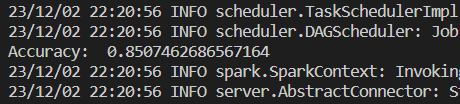 23/12/02 22:20:56 INFO scheduler.TaskSchedulerImpl
23/12/02 22:20:56 INFO scheduler.DAGScheduler: Job
Accuracy:  0.8507462686567164
23/12/02 22:20:56 INFO spark.SparkContext: Invoking
23/12/02 22:20:56 INFO server.AbstractConnector: